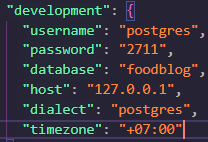 "development": {
"username": "postgres",
"password": "2711",
"database": "foodblog",
"host": "127.0.0.1",
"dialect": "postgres",
"timezone": "+07:00"